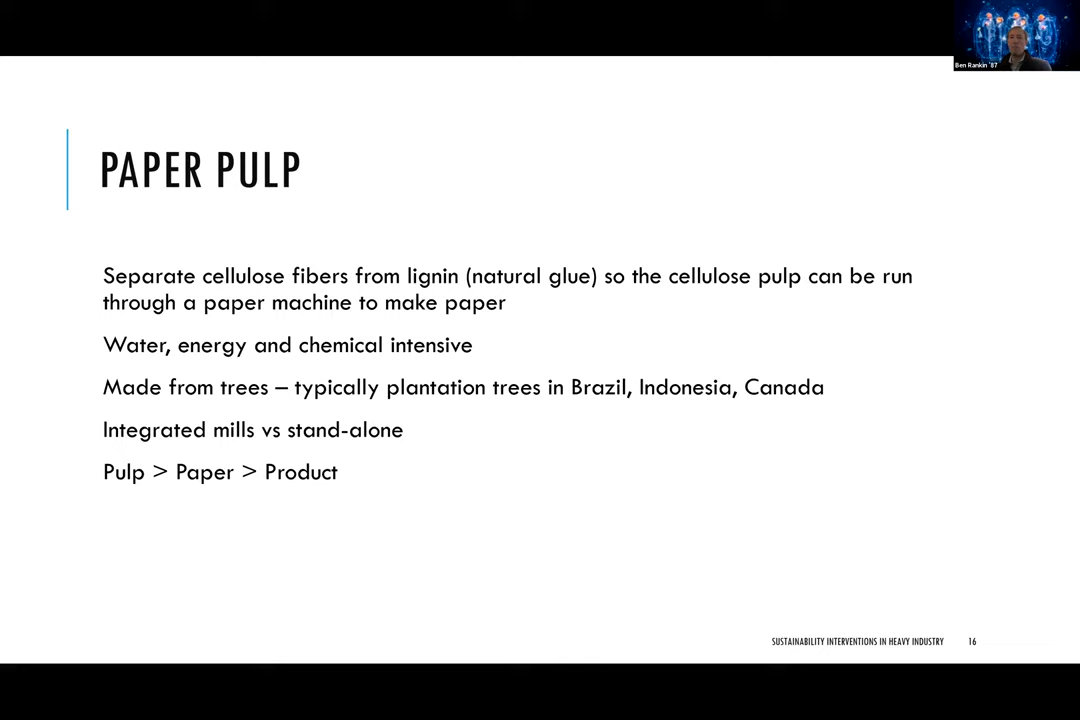 Ben Rankin '87
PAPER PULP
Separate cellulose fibers from lignin (natural glue) so the cellulose pulp can be run
through a paper machine to make paper
Water, energy and chemical intensive
Made from trees – typically plantation trees in Brazil, Indonesia, Canada
Integrated mills vs stand-alone
Pulp > Paper > Product
SUSTAINABILITY INTERVENTIONS IN HEAVY INDUSTRY 16